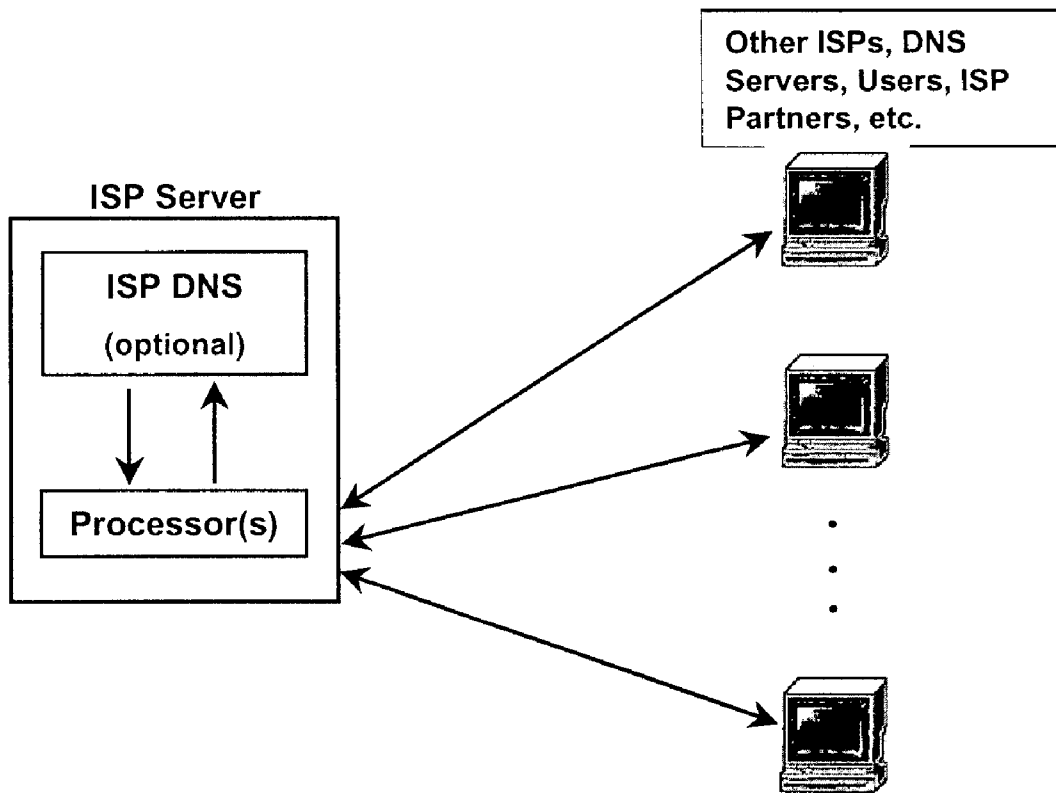 Other ISPs, DNS
Servers, Users, ISP
Partners, etc.
ISP Server
ISP DNS
(optional)
Processor(s)